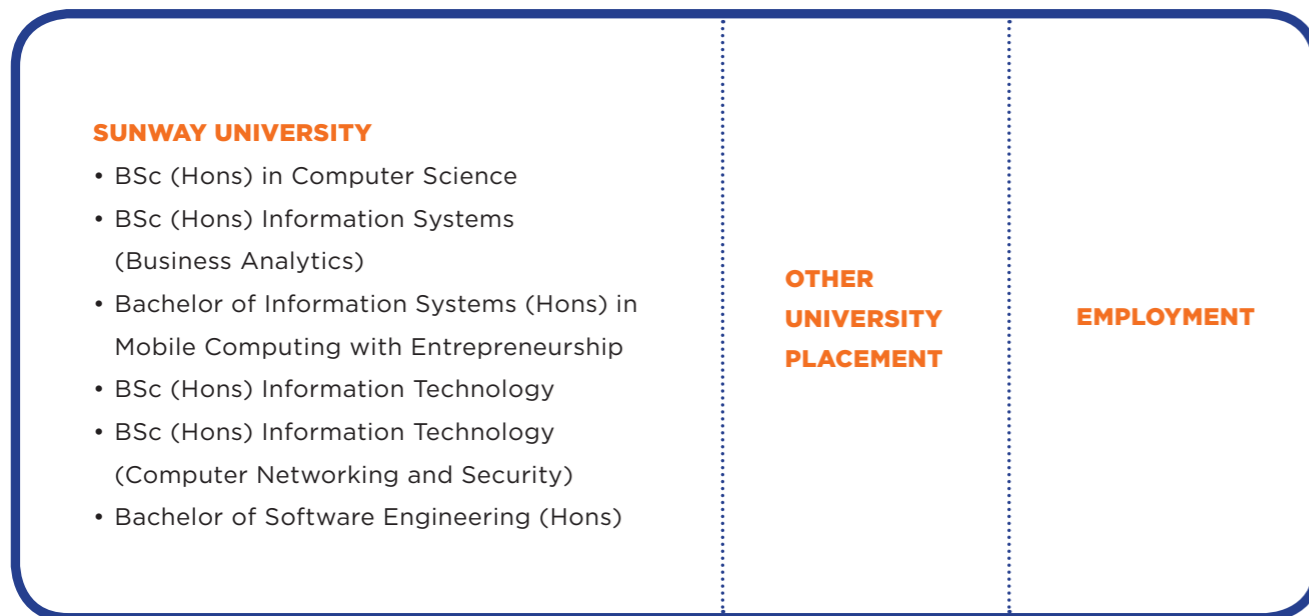 SUNWAY UNIVERSITY
• BSc (Hons) in Computer Science
• BSc (Hons) Information Systems
(Business Analytics)
• Bachelor of Information Systems (Hons) in
Mobile Computing with Entrepreneurship
• BSc (Hons) Information Technology
• BSc (Hons) Information Technology
(Computer Networking and Security)
• Bachelor of Software Engineering (Hons)
OTHER
UNIVERSITY
PLACEMENT
EMPLOYMENT